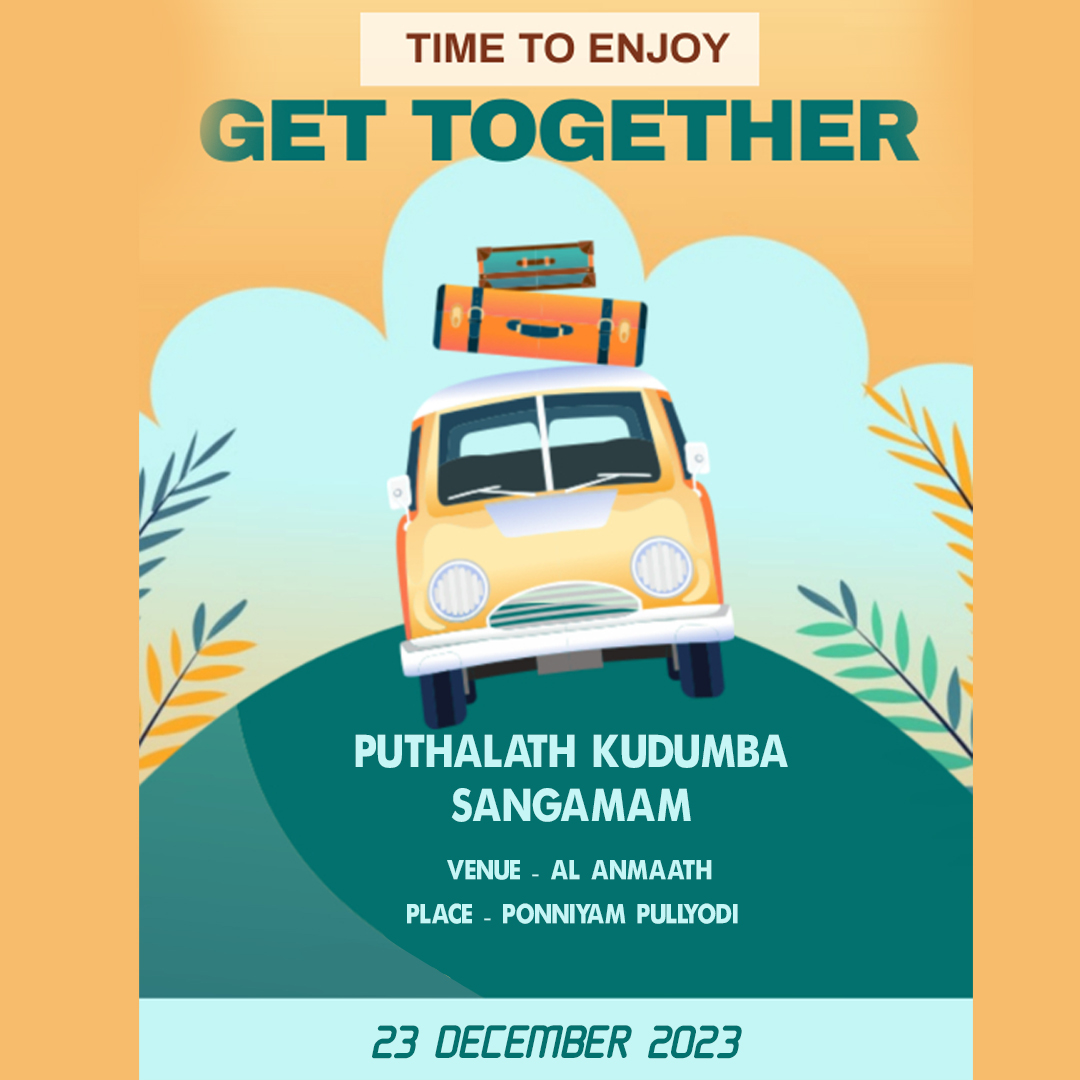 TIME TO ENJOY
GET TOGETHER
PUTHALATH KUDUMBA
SANGAMAM
VENUE - AL ANMAATH
PLACE - PONNIYAM PULLYODI
23 DECEMBER 2023